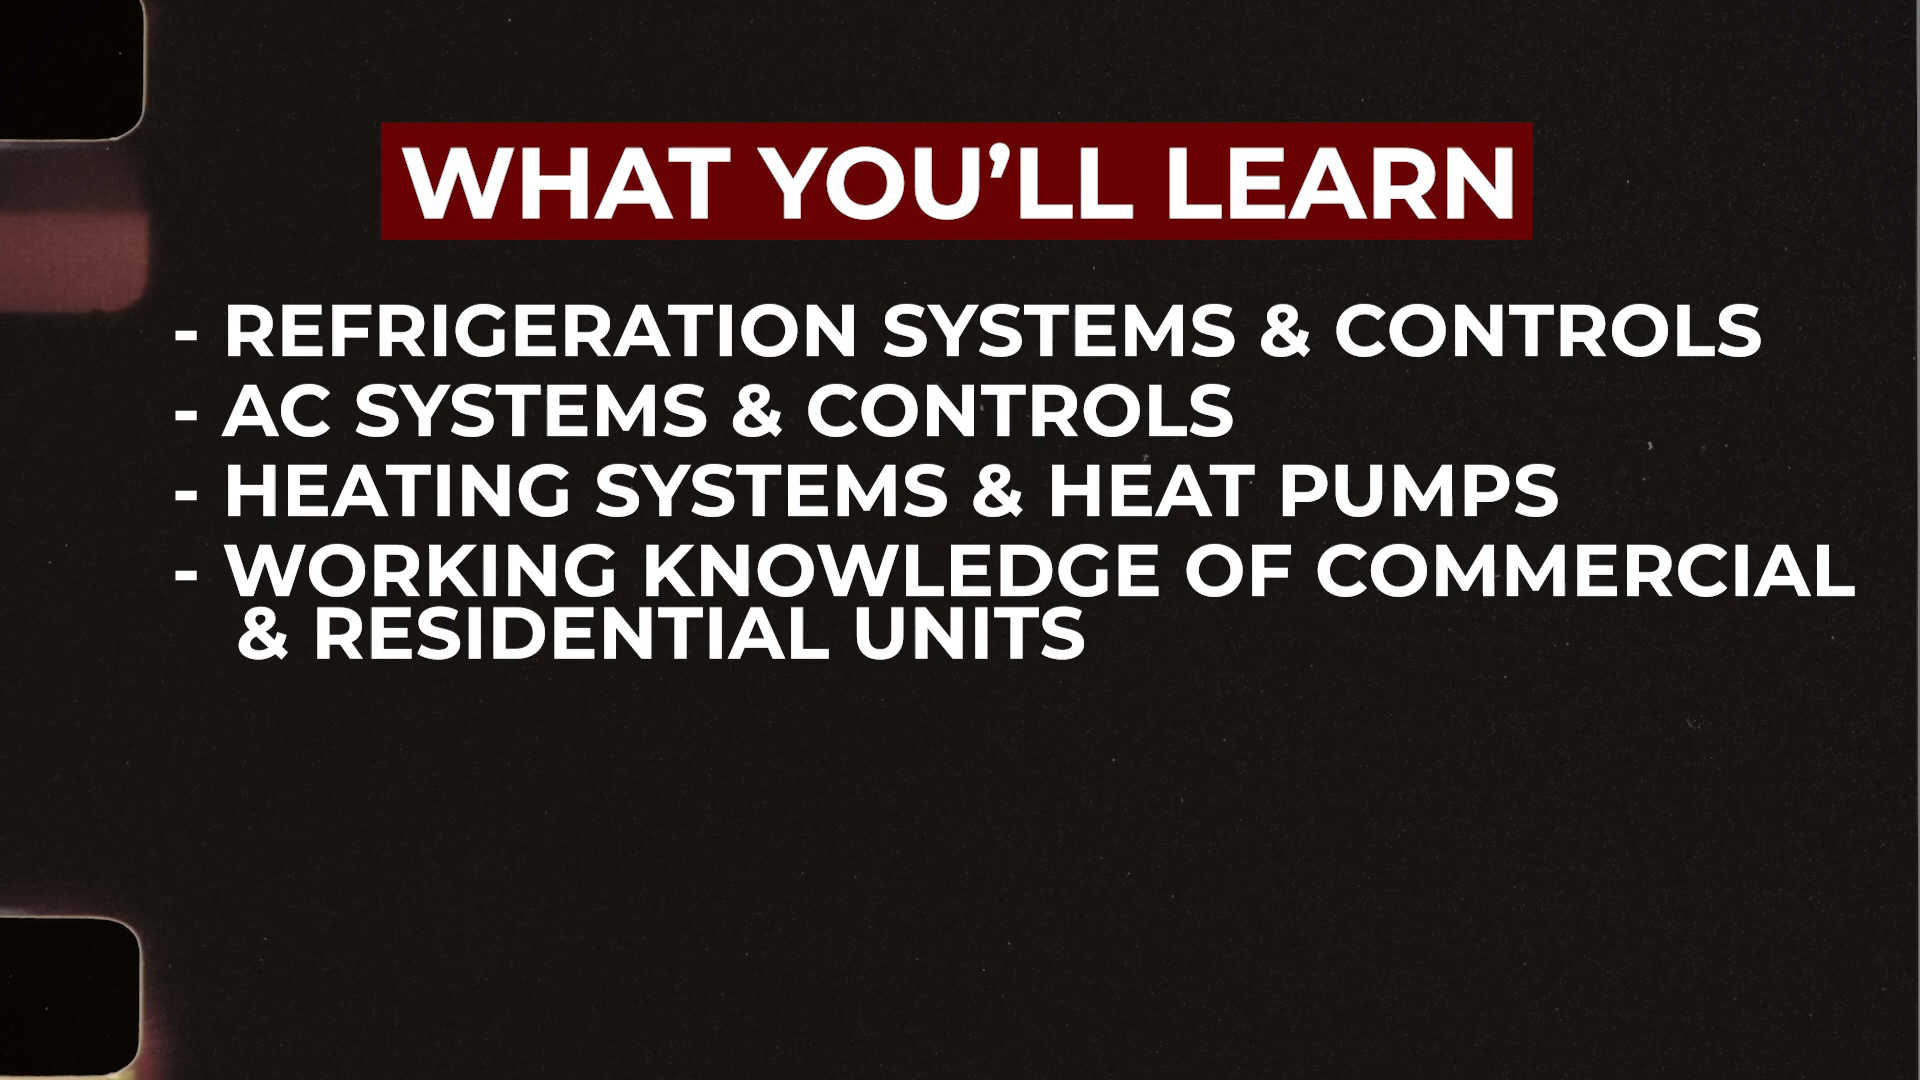 WHAT YOU’LL LEARN
- REFRIGERATION SYSTEMS & CONTROLS
- AC SYSTEMS & CONTROLS
- HEATING SYSTEMS & HEAT PUMPS
- WORKING KNOWLEDGE OF COMMERCIAL
& RESIDENTIAL UNITS